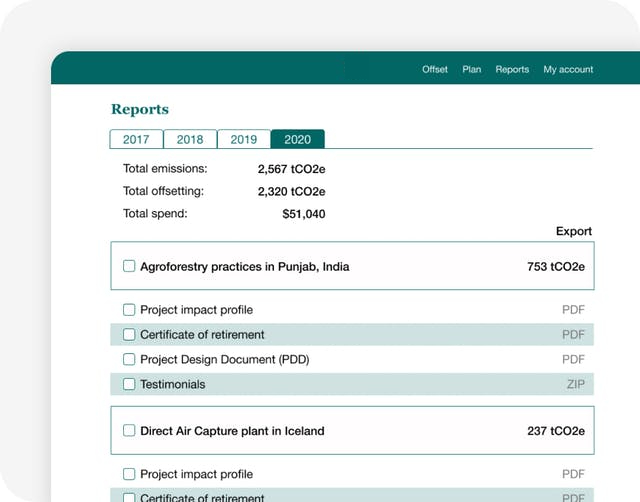 Offset Plan Reports My account
Reports
2017 2018 2019 2020
Total emissions: 2,567 tCO2e
Total offsetting: 2,320 tCO2e
Total spend: $51,040
Export
Agroforestry practices in Punjab, India 753 tCO2e
Project impact profile PDF
Certificate of retirement PDF
Project Design Document (PDD) PDF
Testimonials ZIP
Direct Air Capture plant in Iceland 237 tCO2e
Project impact profile PDF
Certificate of retirement PDF